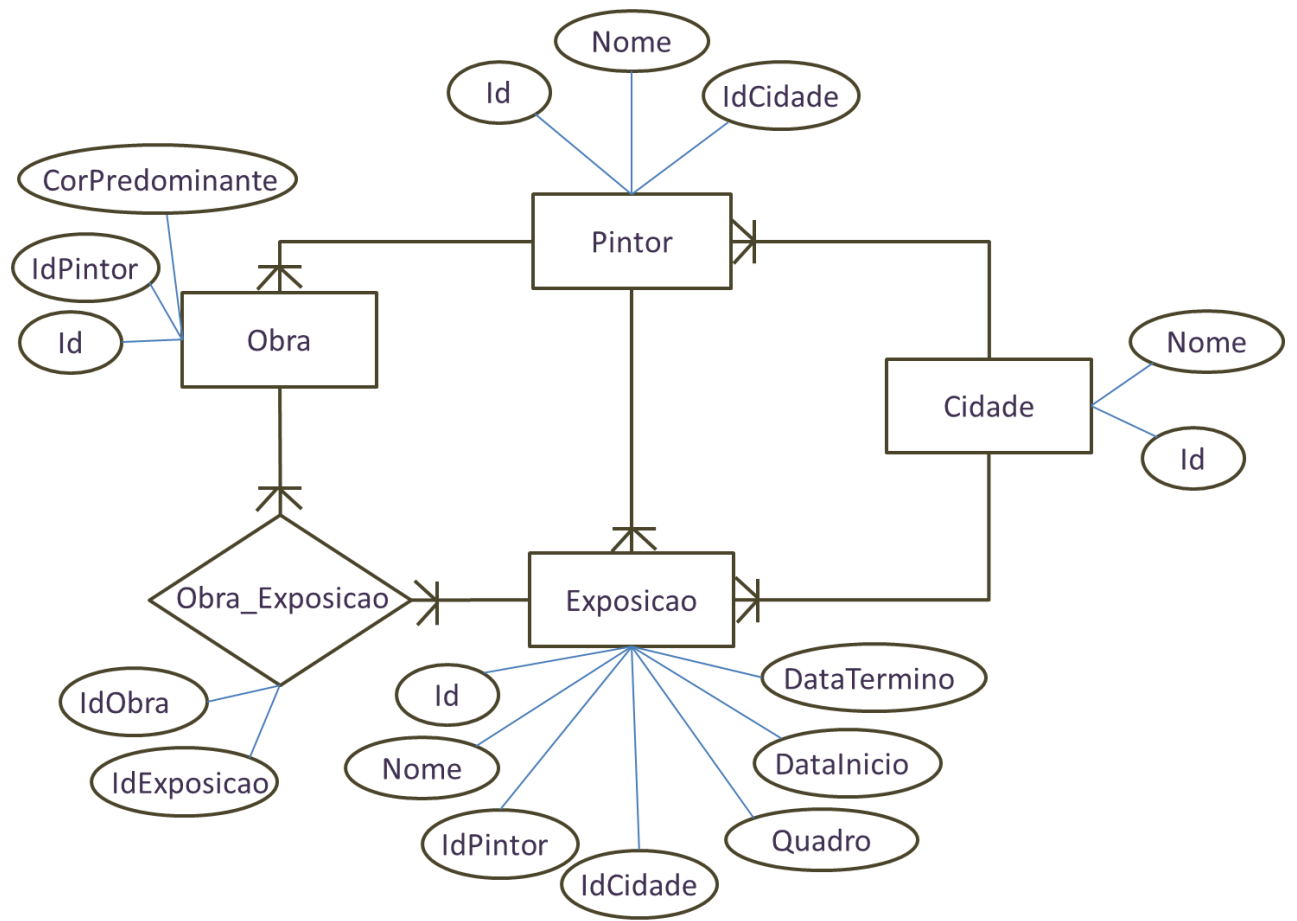 Nome
Id
IdCidade
CorPredominante
Pintor
IdPintor
Id
Obra
Nome
Cidade
Id
Obra_Exposicao
Exposicao
IdObra
Id
DataTermino
IdExposicao
Nome
DataInicio
IdPintor
Quadro
IdCidade